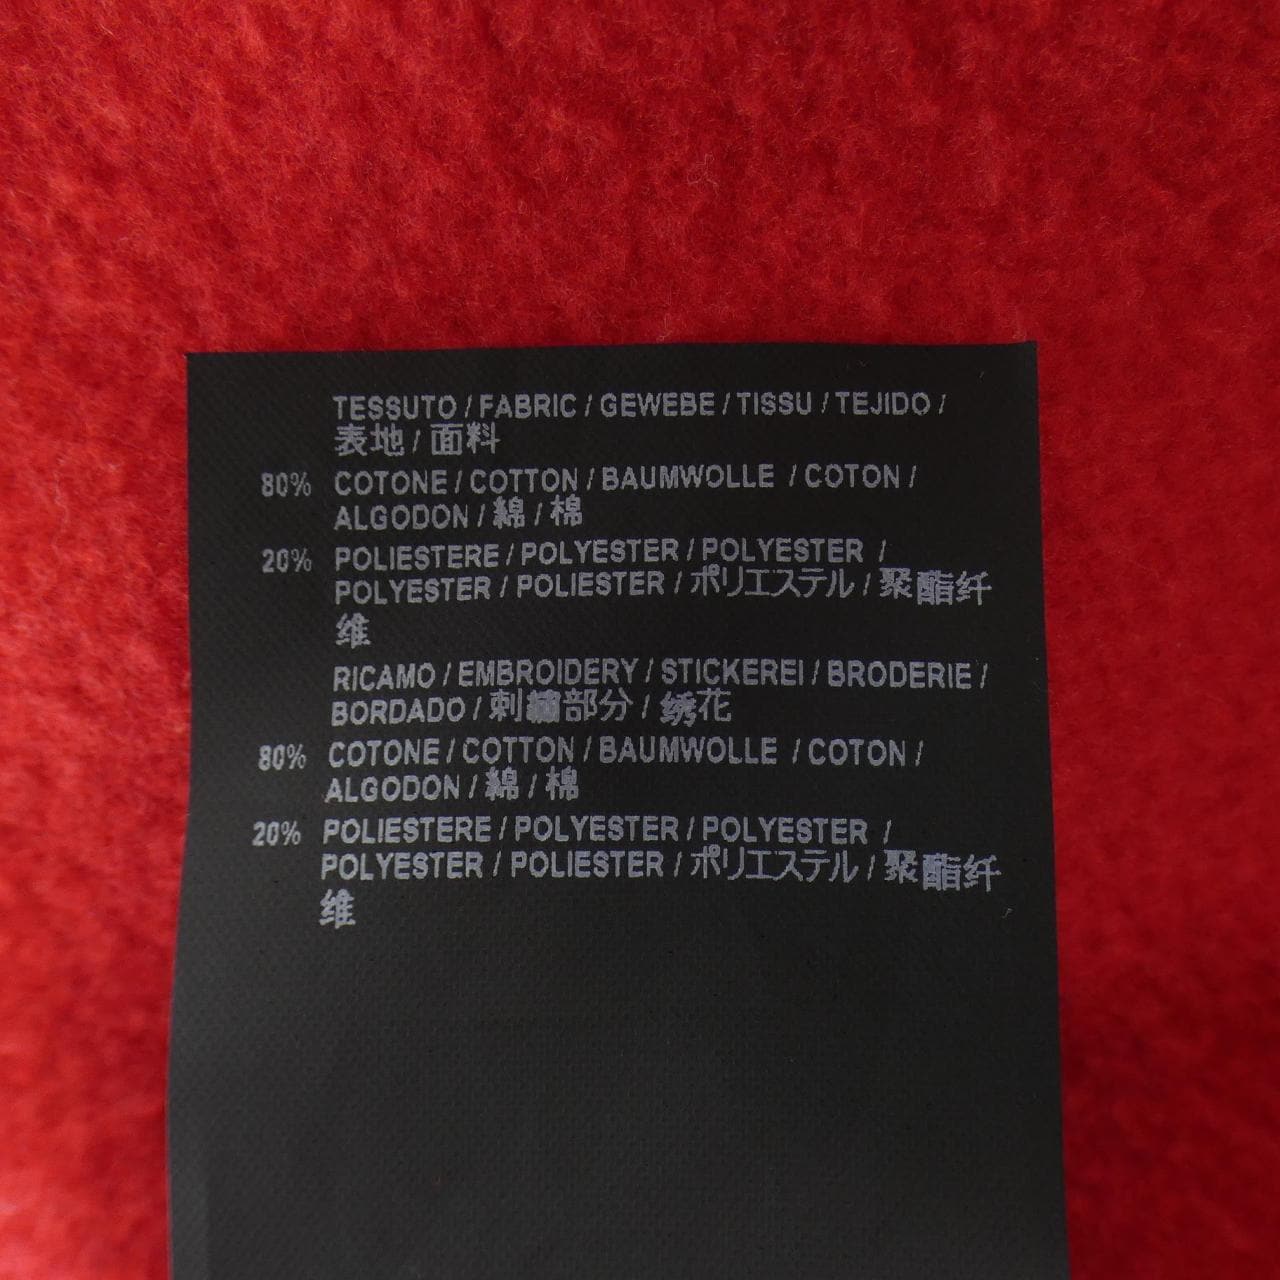 TESSUTO / FABRIC / GEWEBE / TISSU / TEJIDO /
表地 / 面料
80% COTONE / COTTON / BAUMWOLLE / COTON /
ALGODON / 綿 / 棉
20% POLIESTERE / POLYESTER / POLYESTER /
POLYESTER / POLIESTER / ポリエステル / 聚酯纤
维
RICAMO / EMBROIDERY / STICKEREI / BRODERIE /
BORDADO / 刺繍部分 / 绣花
80% COTONE / COTTON / BAUMWOLLE / COTON /
ALGODON / 綿 / 棉
20% POLIESTERE / POLYESTER / POLYESTER /
POLYESTER / POLIESTER / ポリエステル / 聚酯纤
维